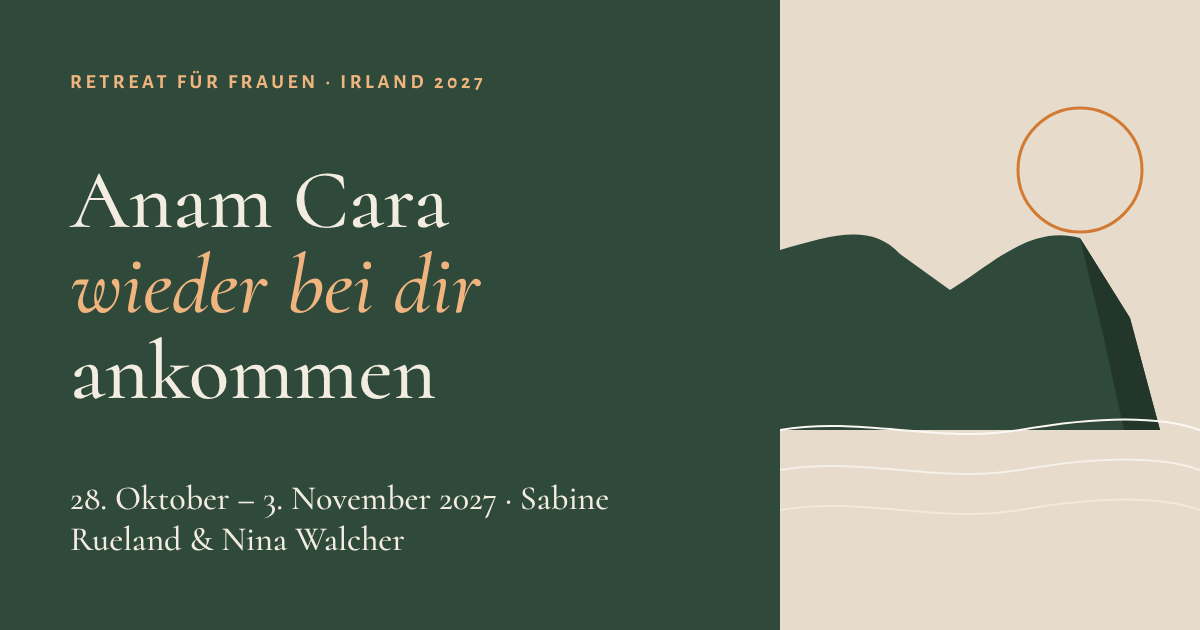 RETREAT FÜR FRAUEN · IRLAND 2027
Anam Cara
wieder bei dir
ankommen
28. Oktober – 3. November 2027 · Sabine
Rueland & Nina Walcher